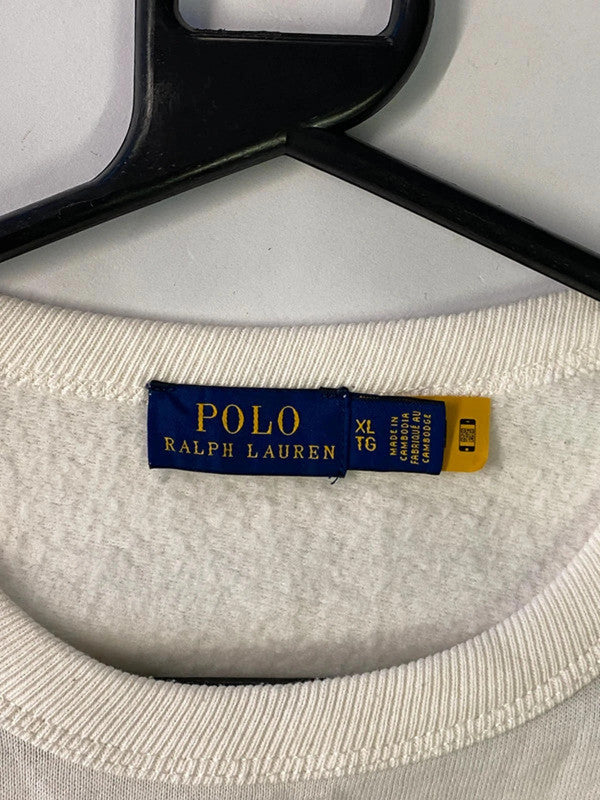 POLO
RALPH LAUREN
XL
TG
MADE IN
CAMBODIA
FABRIQUÉ AU
CAMBODGE